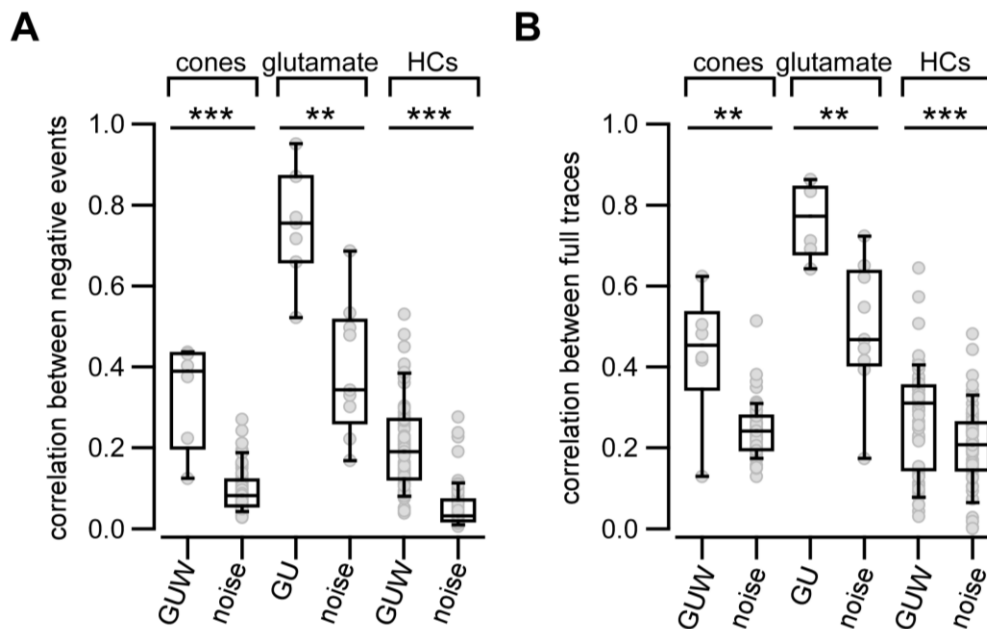 A
cones glutamate HCs
*** ** ***
correlation between negative events
1.0
0.8
0.6
0.4
0.2
0.0
GUW noise GU noise GUW noise
B
cones glutamate HCs
** ** ***
correlation between full traces
1.0
0.8
0.6
0.4
0.2
0.0
GUW noise GU noise GUW noise